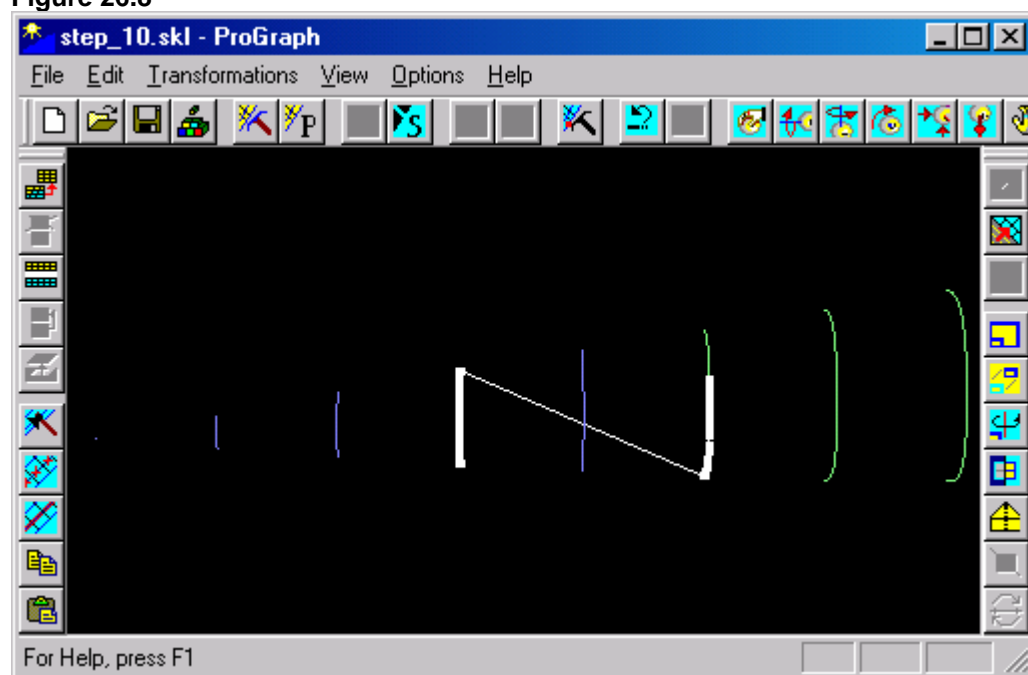 step_10.skl - ProGraph
File Edit Transformations View Options Help
P S
For Help, press F1